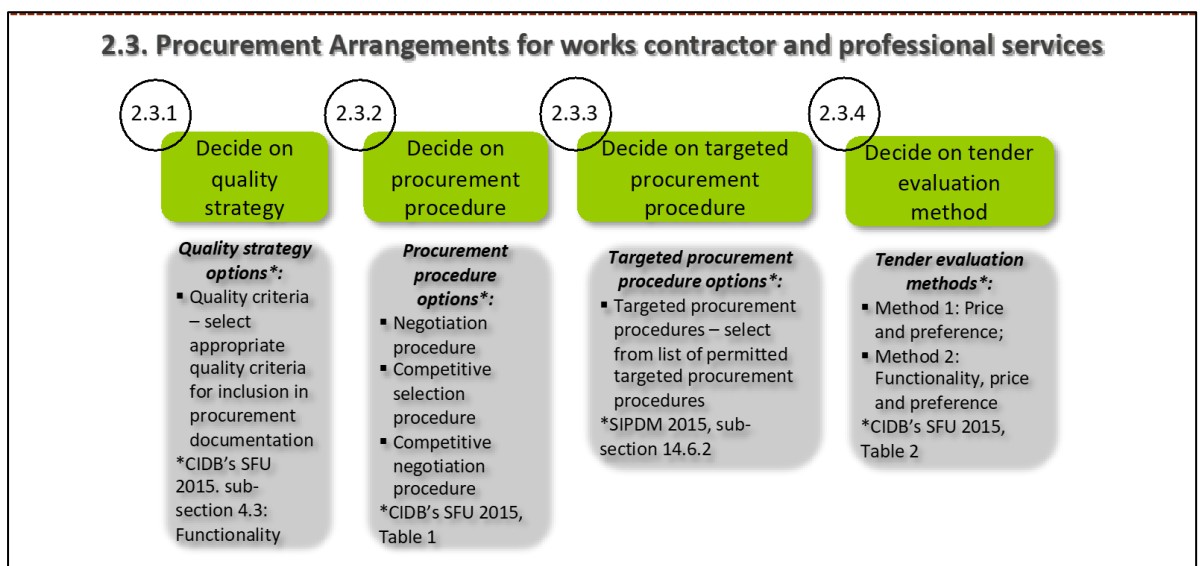 2.3. Procurement Arrangements for works contractor and professional services
2.3.1
Decide on
quality
strategy
Quality strategy
options*:
▪ Quality criteria
– select
appropriate
quality criteria
for inclusion in
procurement
documentation
*CIDB's SFU
2015. sub-
section 4.3:
Functionality
2.3.2
Decide on
procurement
procedure
Procurement
procedure
options*:
▪ Negotiation
procedure
▪ Competitive
selection
procedure
▪ Competitive
negotiation
procedure
*CIDB's SFU 2015,
Table 1
2.3.3
Decide on targeted
procurement
procedure
Targeted procurement
procedure options*:
▪ Targeted procurement
procedures – select
from list of permitted
targeted procurement
procedures
*SIPDM 2015, sub-
section 14.6.2
2.3.4
Decide on tender
evaluation
method
Tender evaluation
methods*:
▪ Method 1: Price
and preference;
▪ Method 2:
Functionality, price
and preference
*CIDB's SFU 2015,
Table 2